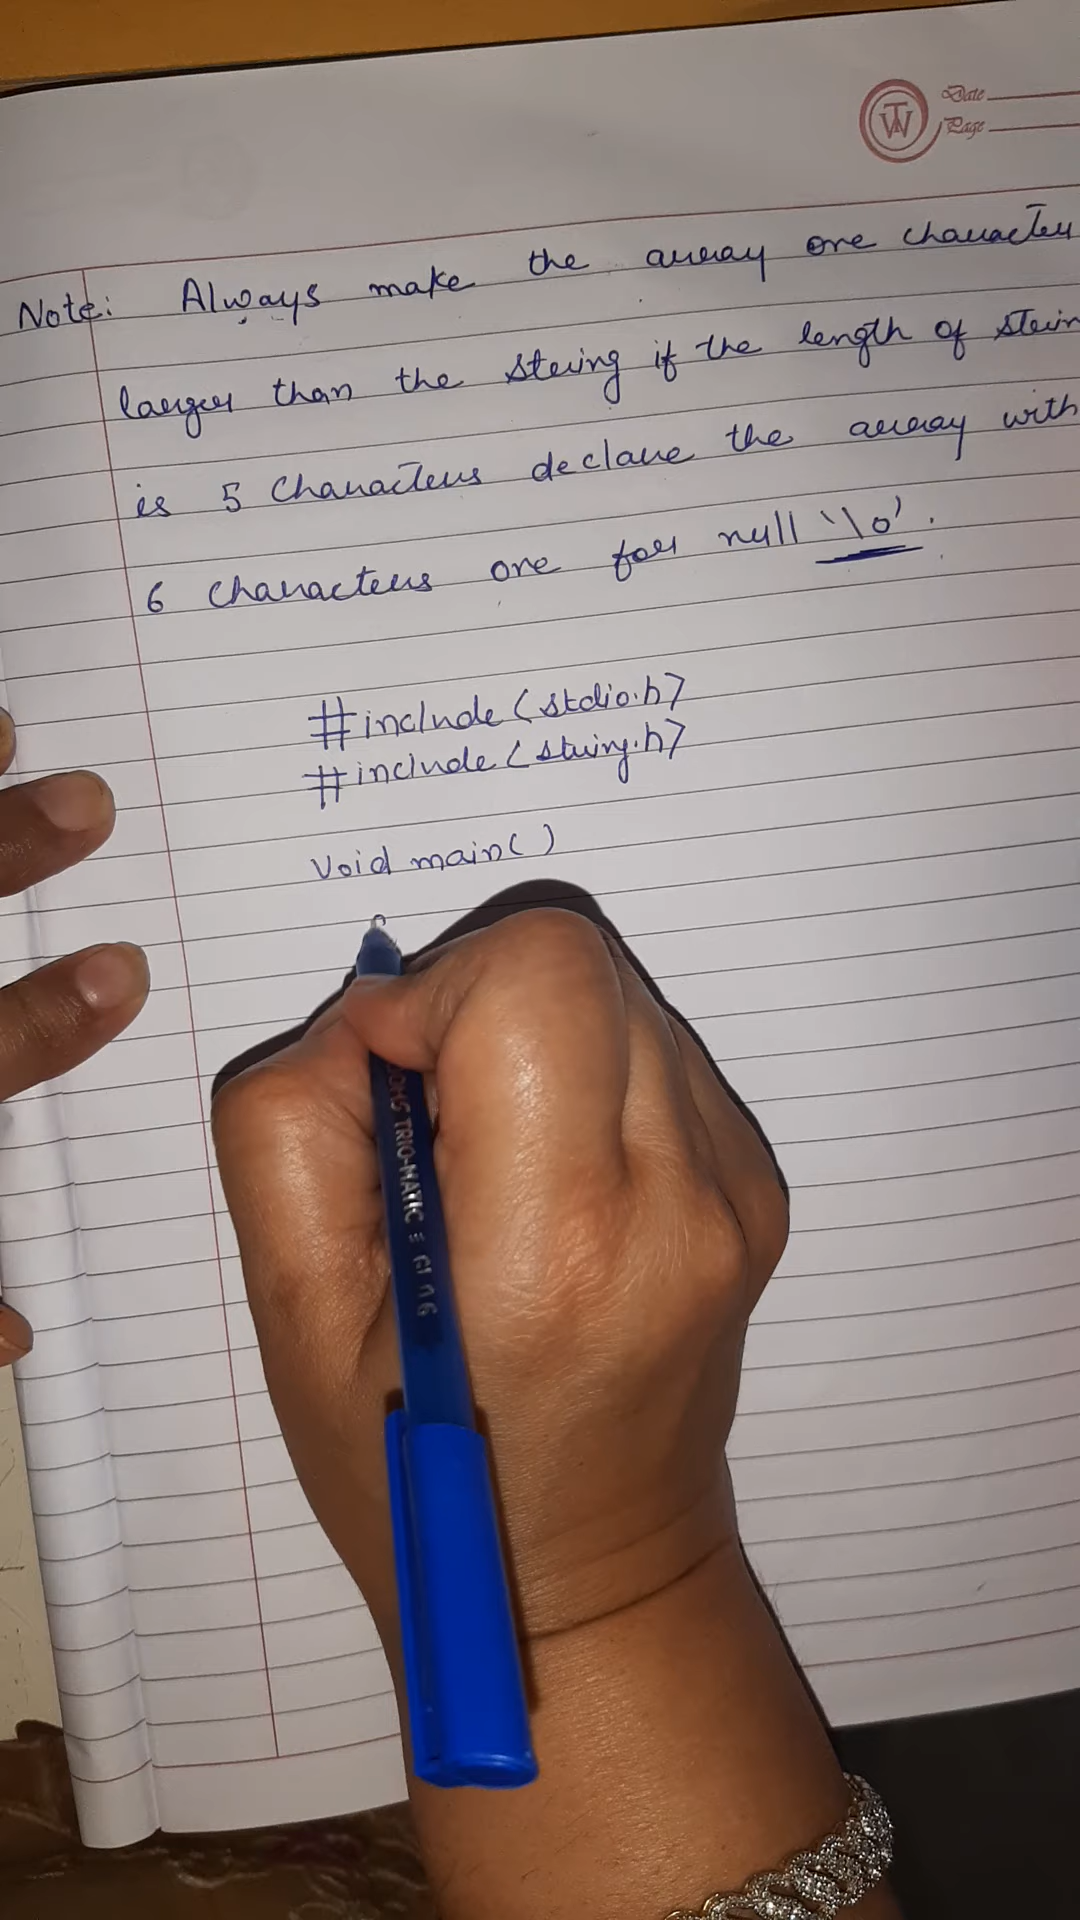 Date
Page
Note: Always make the array one character
larger than the string if the length of strin
is 5 characters declare the array with
6 characters one for null '\0'.
#include <stdio.h>
#include <string.h>
Void main( )
TRIO-MATIC